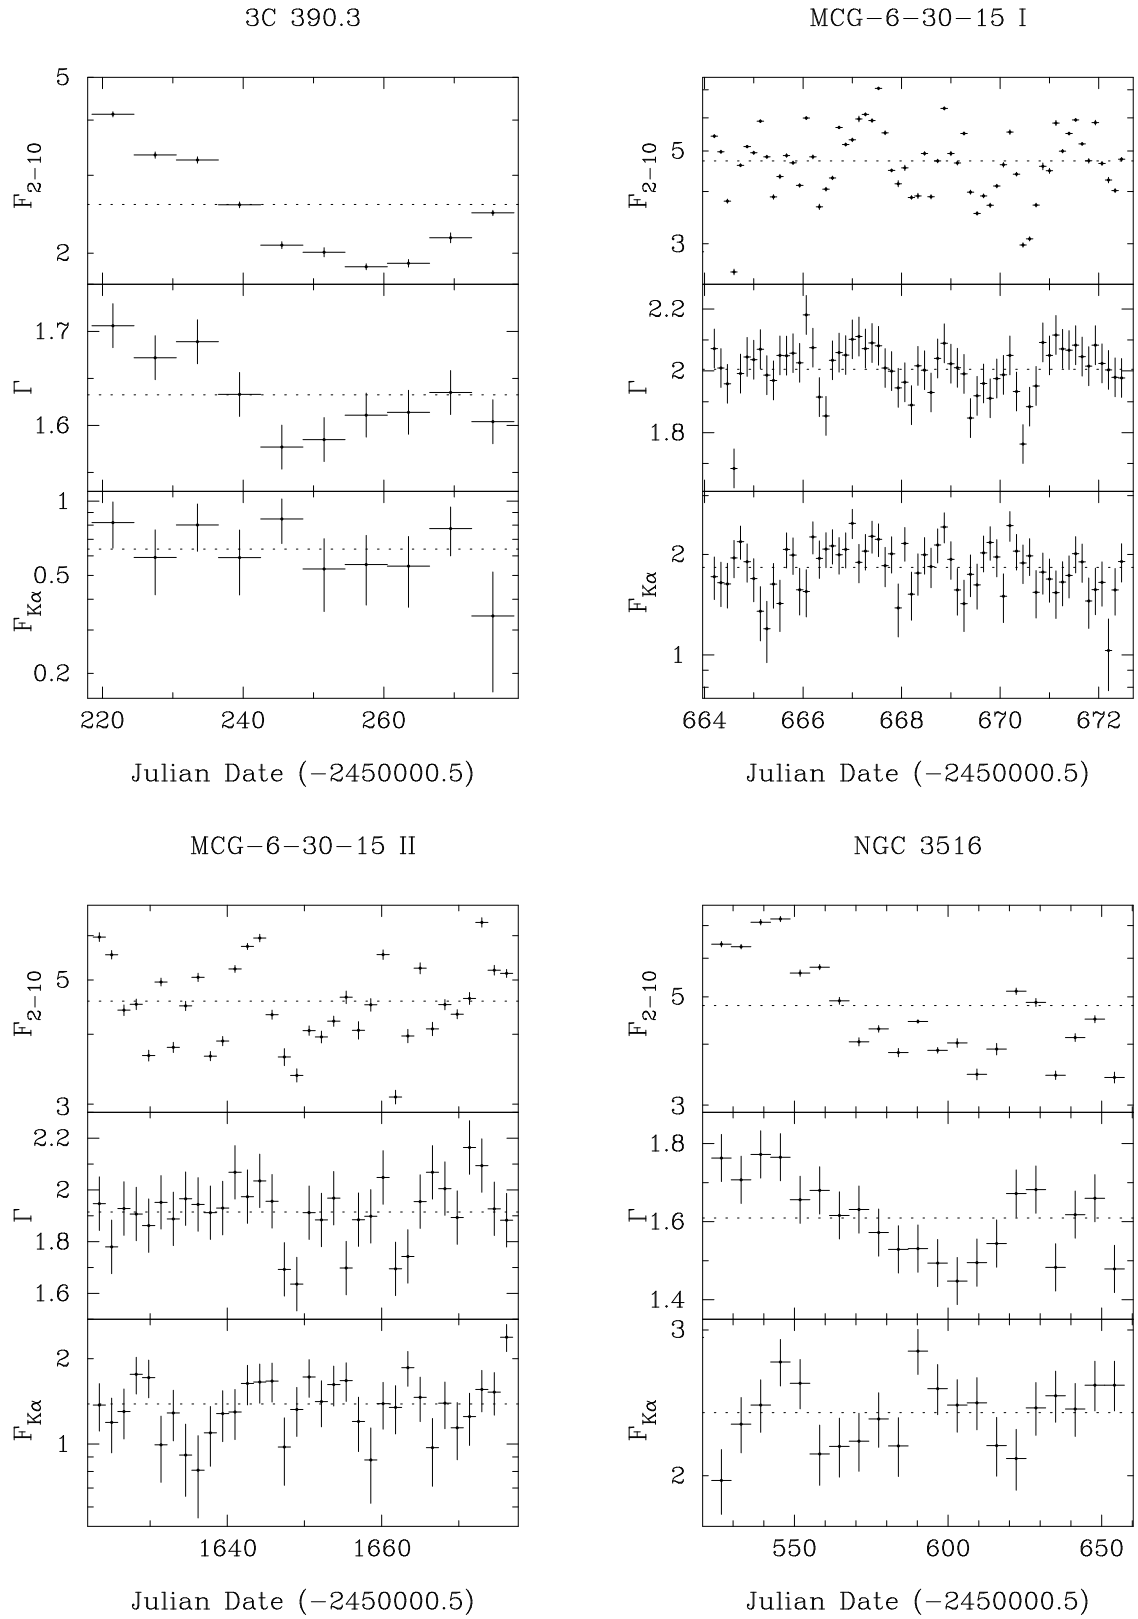 3C 390.3
5
2
F2−10
1.7
1.6
Γ
1
0.5
0.2
FKα
220 240 260
Julian Date (−2450000.5)
MCG−6−30−15 I
5
3
F2−10
2.2
2
1.8
Γ
2
1
FKα
664 666 668 670 672
Julian Date (−2450000.5)
MCG−6−30−15 II
5
3
F2−10
2.2
2
1.8
1.6
Γ
2
1
FKα
1640 1660
Julian Date (−2450000.5)
NGC 3516
5
3
F2−10
1.8
1.6
1.4
Γ
3
2
FKα
550 600 650
Julian Date (−2450000.5)